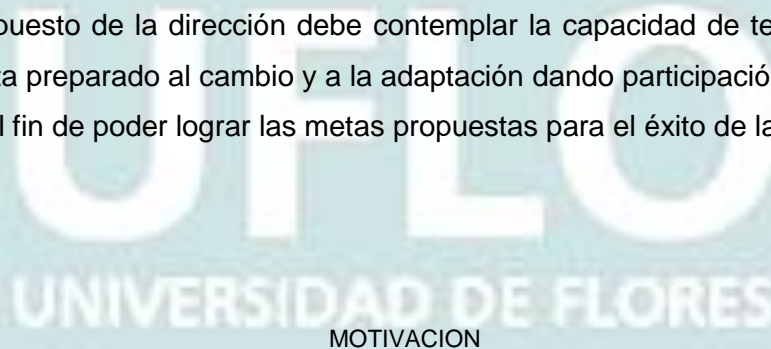 puesto de la dirección debe contemplar la capacidad de te
ta preparado al cambio y a la adaptación dando participació
l fin de poder lograr las metas propuestas para el éxito de la
UFLO
UNIVERSIDAD DE FLORES
MOTIVACION